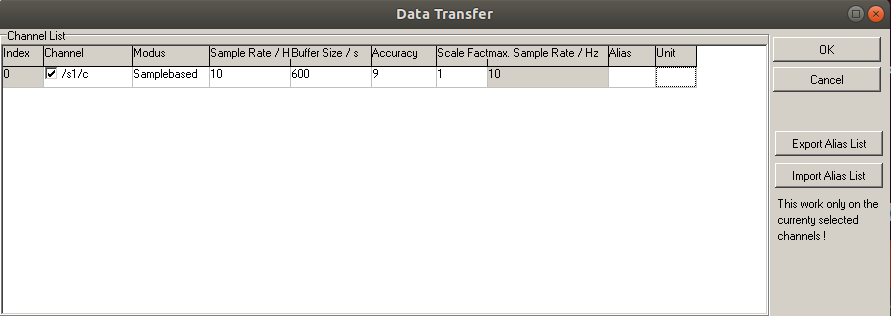 Data Transfer
Channel List
Index Channel Modus Sample Rate / H Buffer Size / s Accuracy Scale Fact max. Sample Rate / Hz Alias Unit
0 /s1/c Samplebased 10 600 9 1 10
OK
Cancel
Export Alias List
Import Alias List
This work only on the
currenty selected
channels !